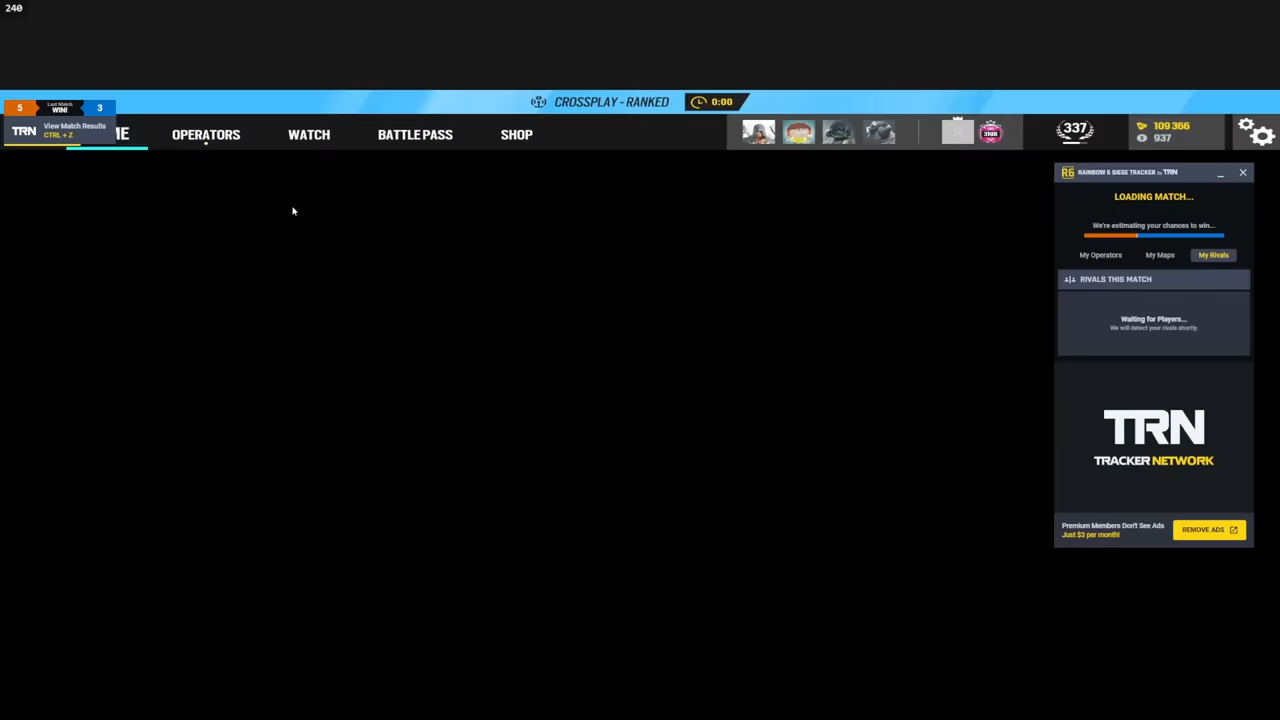 240
CROSSPLAY - RANKED
0:00
5
Last Match
WIN!
3
TRN
View Match Results
CTRL + Z
ME
OPERATORS
WATCH
BATTLE PASS
SHOP
337
109 366
937
R6 RAINBOW 6 SIEGE TRACKER by TRN
LOADING MATCH...
We're estimating your chances to win...
My Operators
My Maps
My Rivals
RIVALS THIS MATCH
Waiting for Players...
We will detect your rivals shortly.
TRN
TRACKER NETWORK
Premium Members Don't See Ads
Just $3 per month!
REMOVE ADS